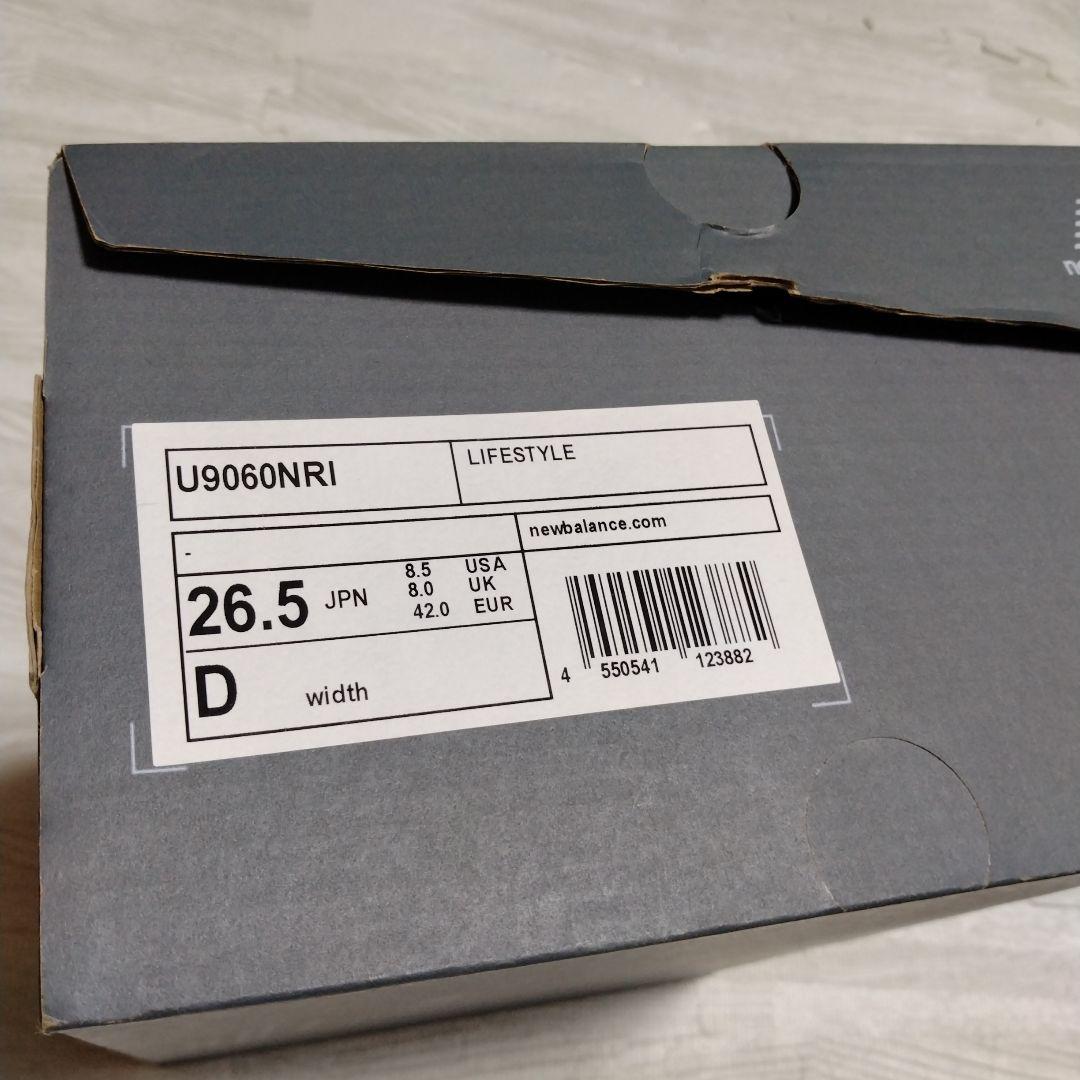 U9060NRI
LIFESTYLE
-
newbalance.com
26.5 JPN
8.5 USA
8.0 UK
42.0 EUR
D width
4 550541 123882